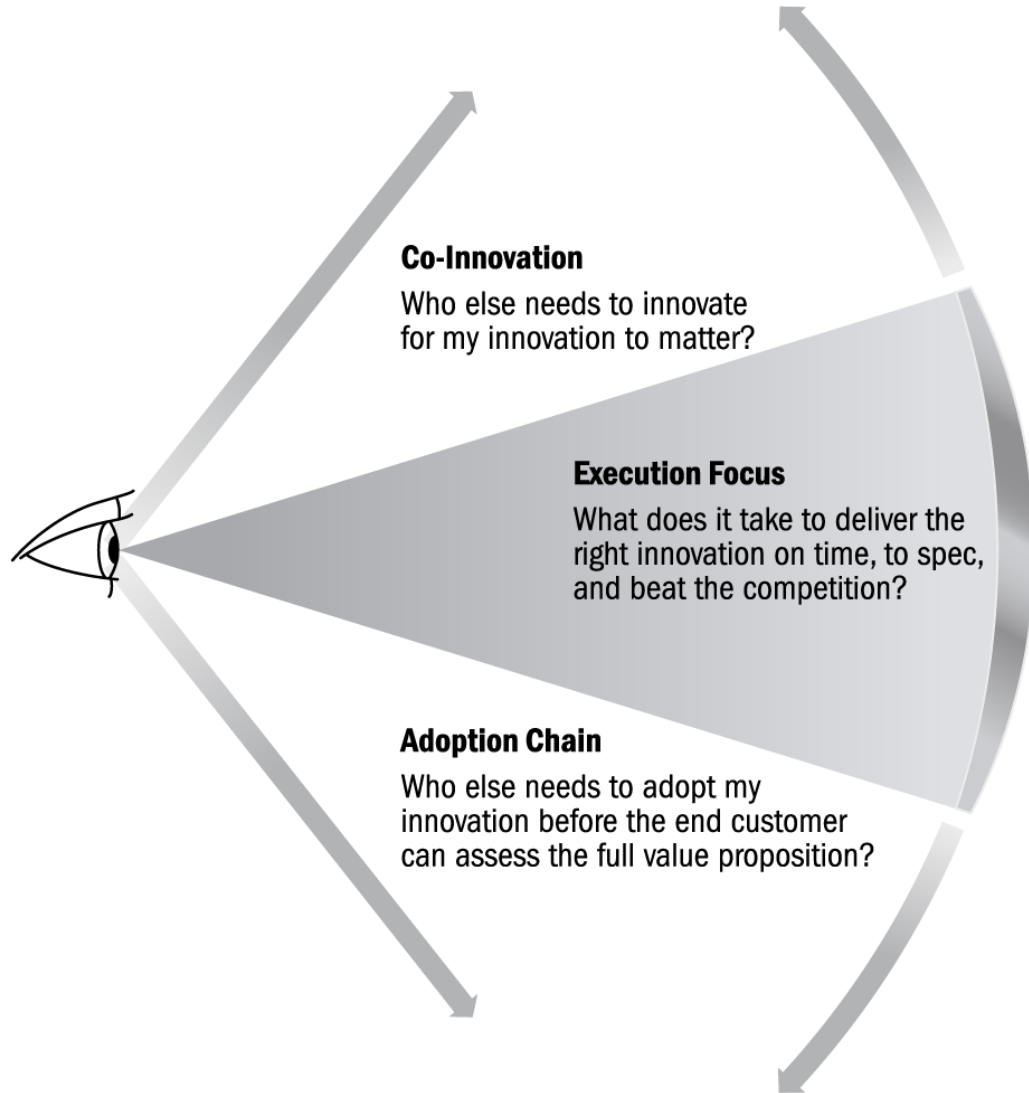 Co-Innovation
Who else needs to innovate
for my innovation to matter?
Execution Focus
What does it take to deliver the
right innovation on time, to spec,
and beat the competition?
Adoption Chain
Who else needs to adopt my
innovation before the end customer
can assess the full value proposition?